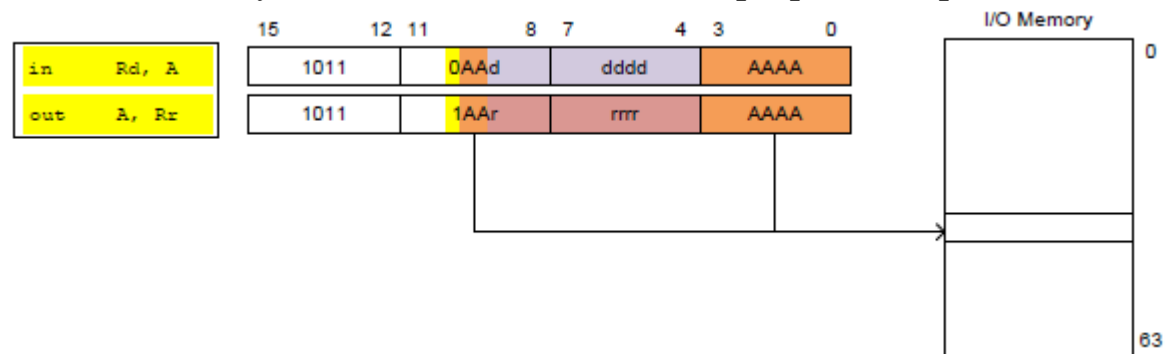 15 12 11 8 7 4 3 0 I/O Memory
0
in Rd, A 1011 0AAd dddd AAAA
out A, Rr 1011 1AAr rrrr AAAA
63